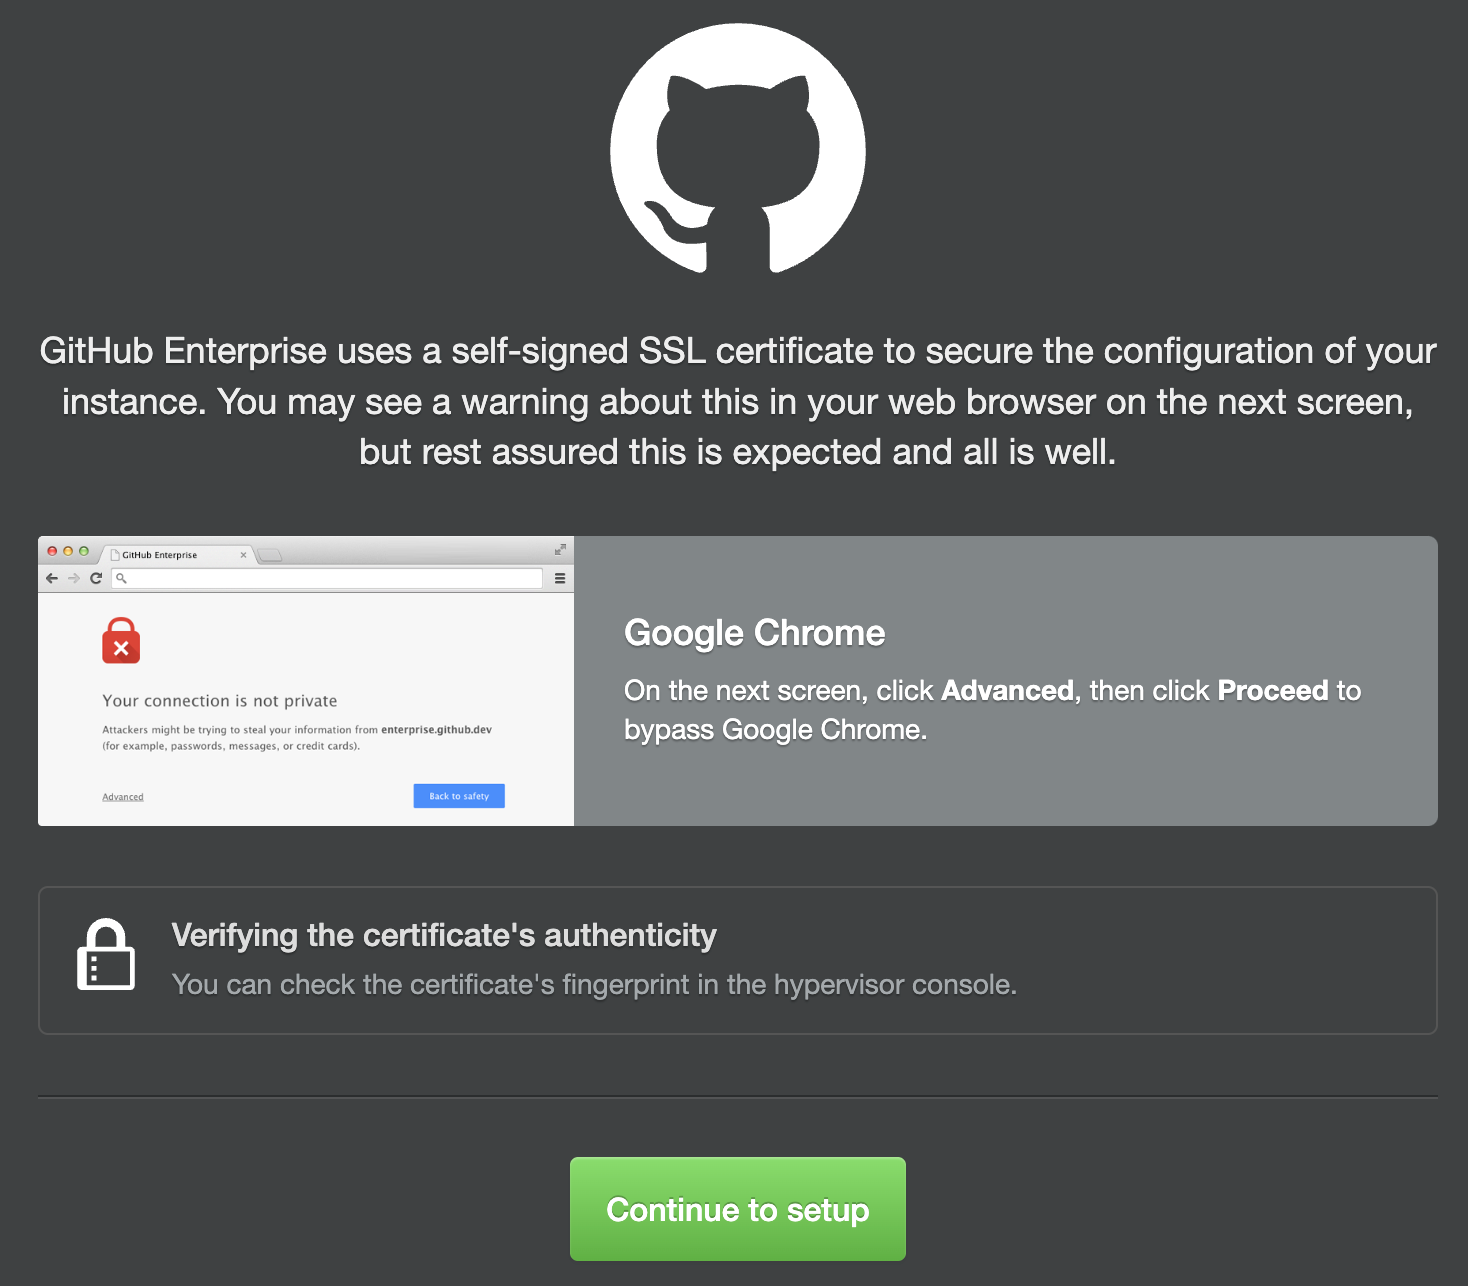 GitHub Enterprise uses a self-signed SSL certificate to secure the configuration of your
instance. You may see a warning about this in your web browser on the next screen,
but rest assured this is expected and all is well.
GitHub Enterprise
Your connection is not private
Attackers might be trying to steal your information from enterprise.github.dev
(for example, passwords, messages, or credit cards).
Advanced
Back to safety
Google Chrome
On the next screen, click Advanced, then click Proceed to
bypass Google Chrome.
Verifying the certificate's authenticity
You can check the certificate's fingerprint in the hypervisor console.
Continue to setup